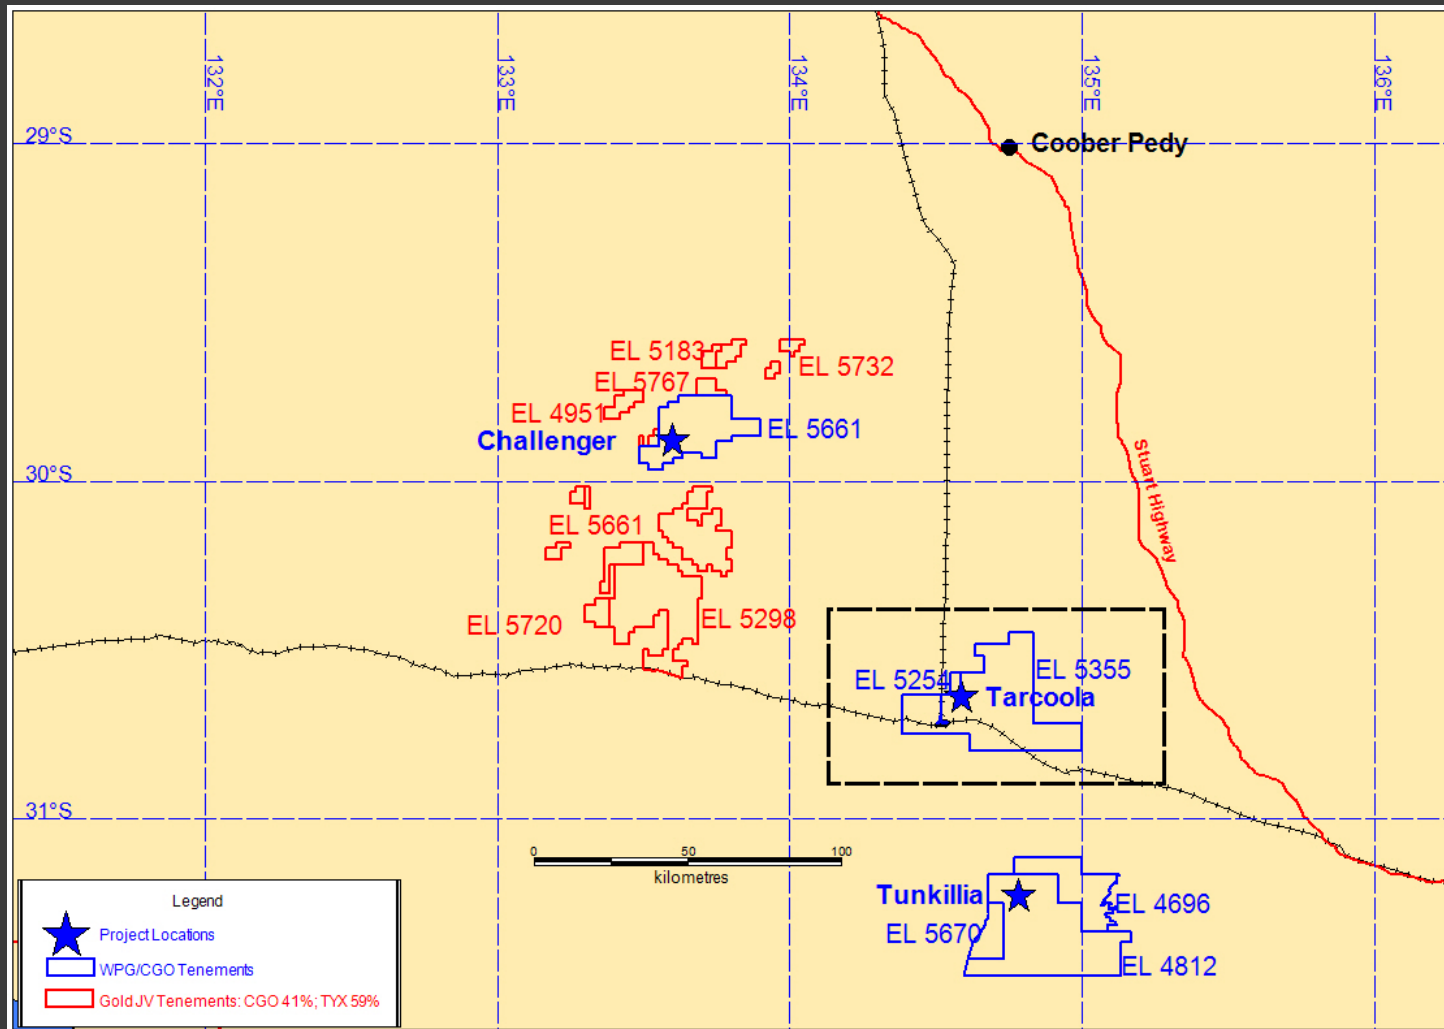 132°E
133°E
134°E
135°E
136°E
29°S
Coober Pedy
EL 5183
EL 5732
EL 5767
EL 4951
EL 5661
Challenger
30°S
Stuart Highway
EL 5661
EL 5298
EL 5720
EL 5355
EL 5254
Tarcoola
31°S
0 50 100
kilometres
Tunkillia
EL 4696
EL 5670
EL 4812
Legend
Project Locations
WPG/CGO Tenements
Gold JV Tenements: CGO 41%; TYX 59%